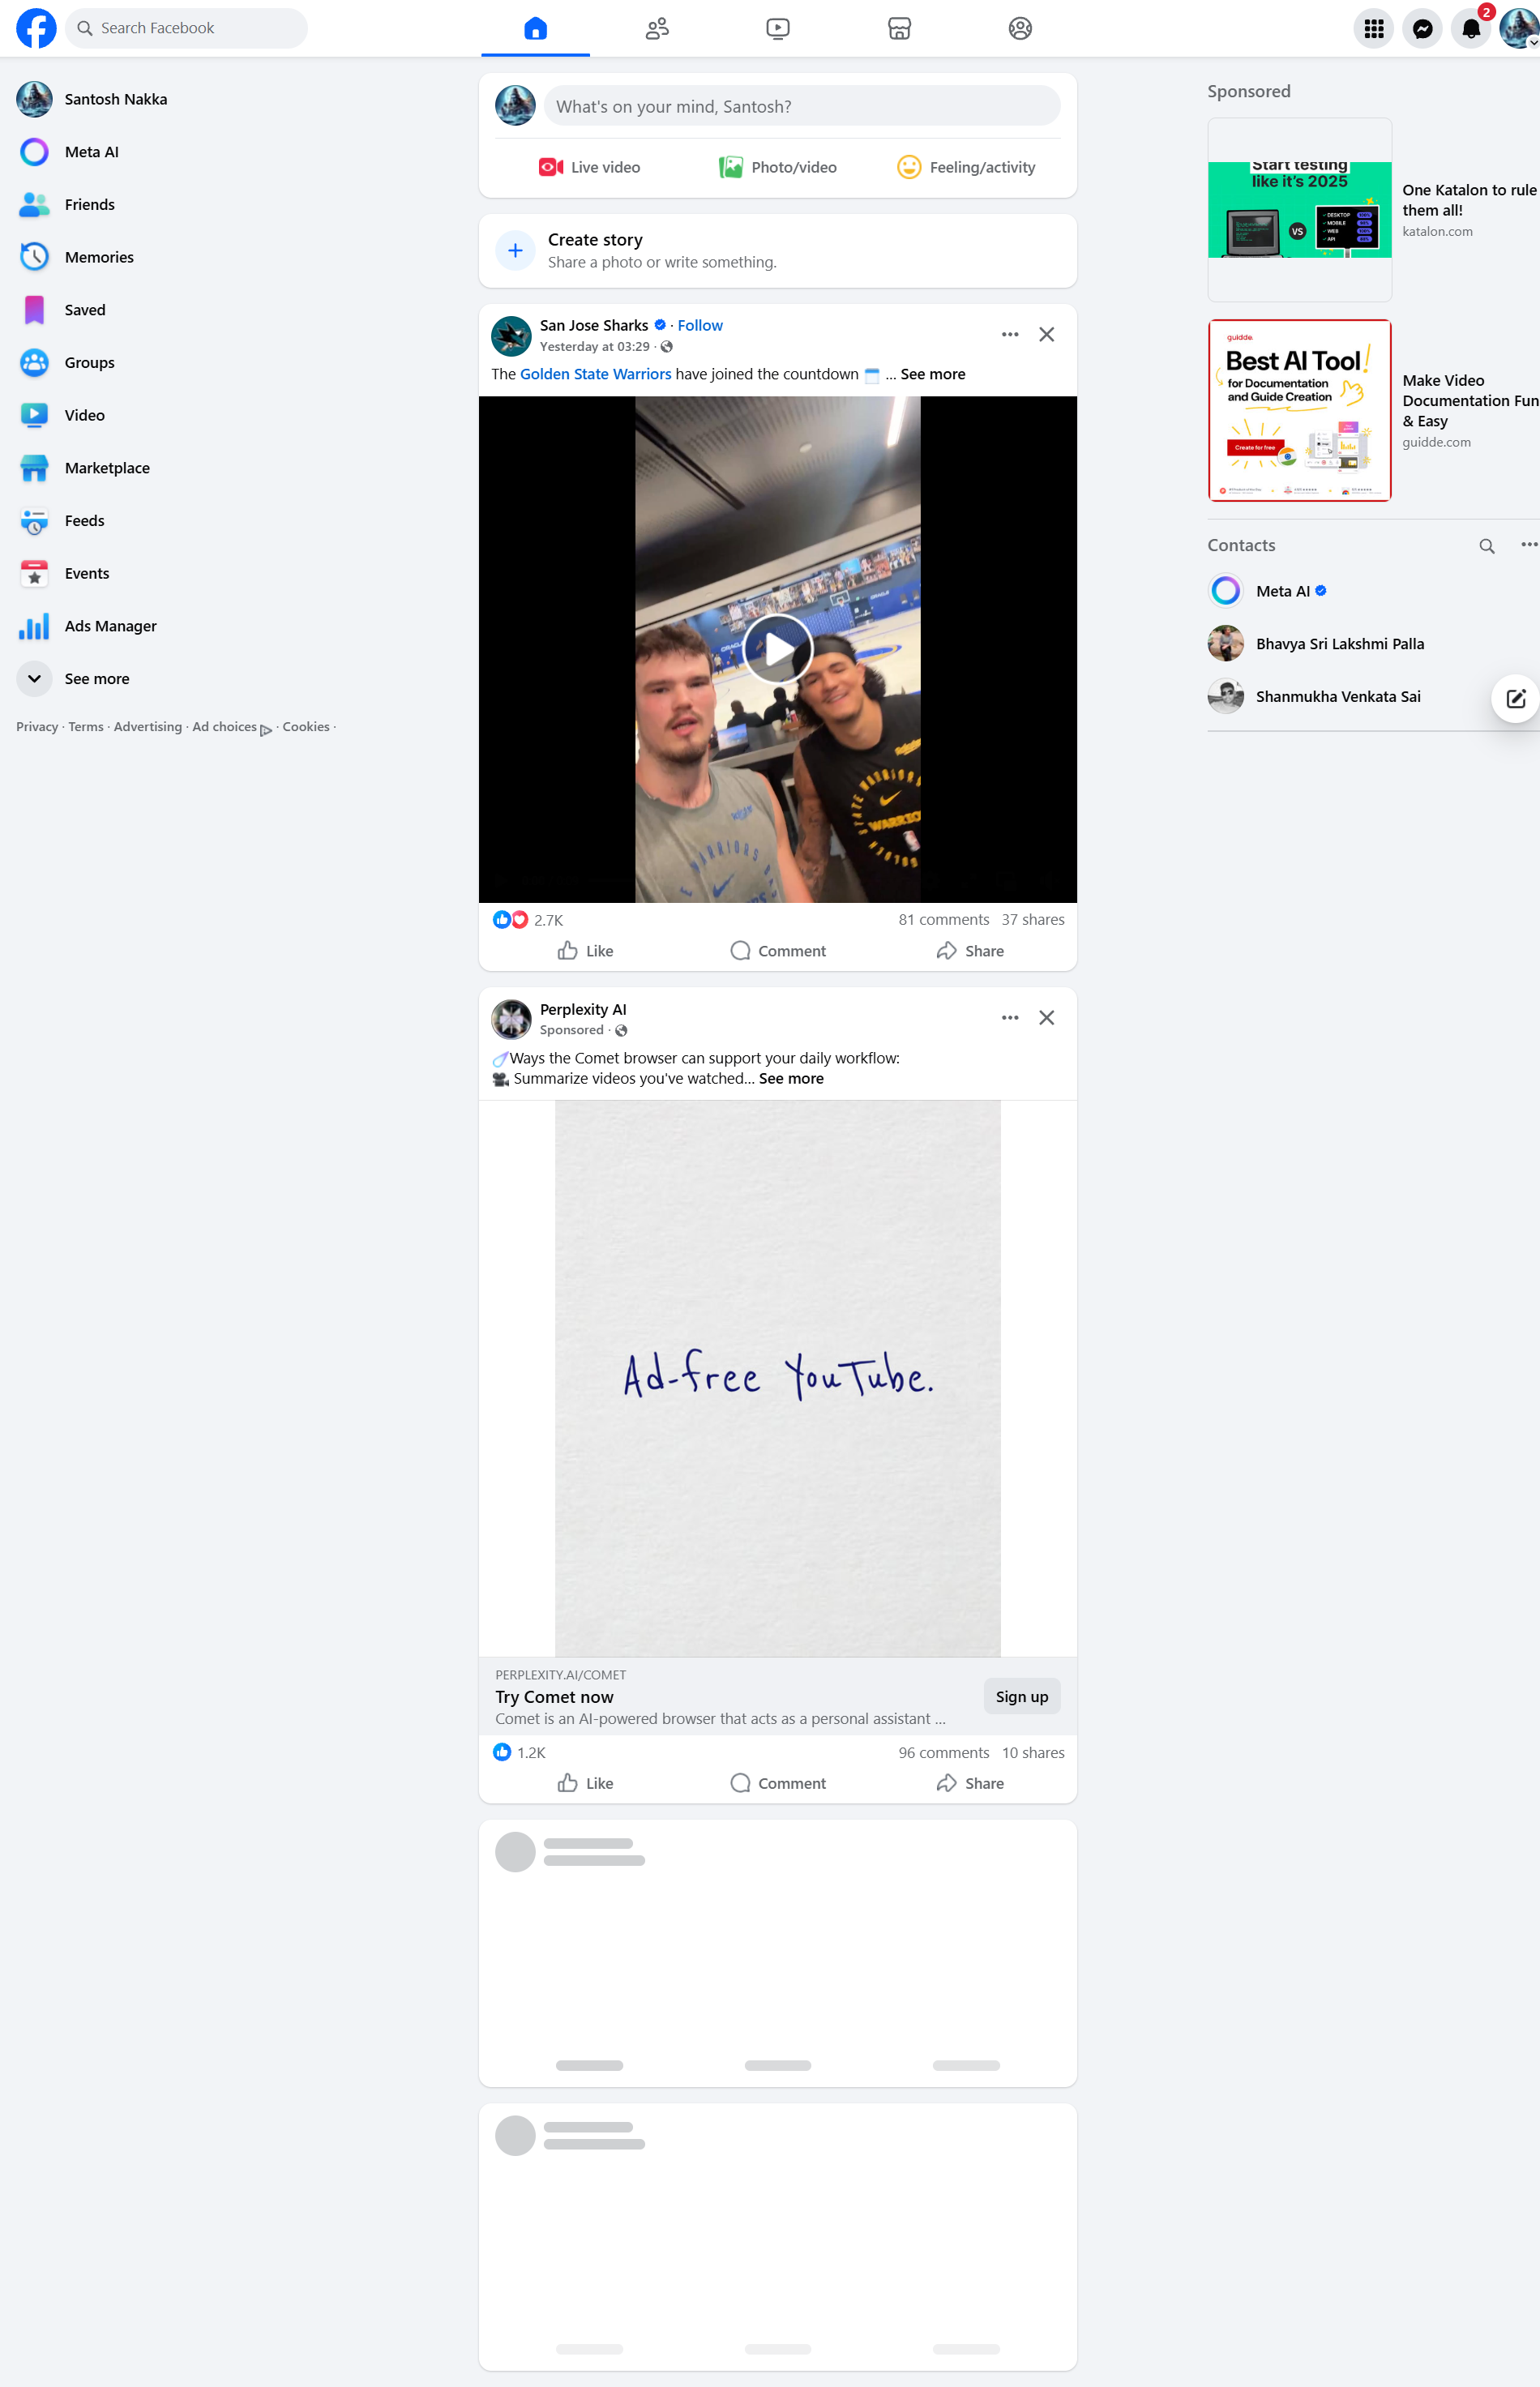 Search Facebook
2
Santosh Nakka
Meta AI
Friends
Memories
Saved
Groups
Video
Marketplace
Feeds
Events
Ads Manager
See more
Privacy · Terms · Advertising · Ad choices · Cookies ·
What's on your mind, Santosh?
Live video
Photo/video
Feeling/activity
Create story
Share a photo or write something.
San Jose Sharks · Follow
Yesterday at 03:29 ·
The Golden State Warriors have joined the countdown ... See more
ORACLE
WARRIORS
STATE WARRIORS
WARRIORS
2.7K
81 comments 37 shares
Like
Comment
Share
Perplexity AI
Sponsored ·
Ways the Comet browser can support your daily workflow:
Summarize videos you've watched... See more
Ad-free YouTube.
PERPLEXITY.AI/COMET
Try Comet now
Comet is an AI-powered browser that acts as a personal assistant ...
Sign up
1.2K
96 comments 10 shares
Like
Comment
Share
Sponsored
Start testing
like it's 2025
VS
DESKTOP
MOBILE
WEB
API
One Katalon to rule
them all!
katalon.com
guidde.
Best AI Tool!
for Documentation
and Guide Creation
Create for free
Make Video
Documentation Fun
& Easy
guidde.com
Contacts
Meta AI
Bhavya Sri Lakshmi Palla
Shanmukha Venkata Sai